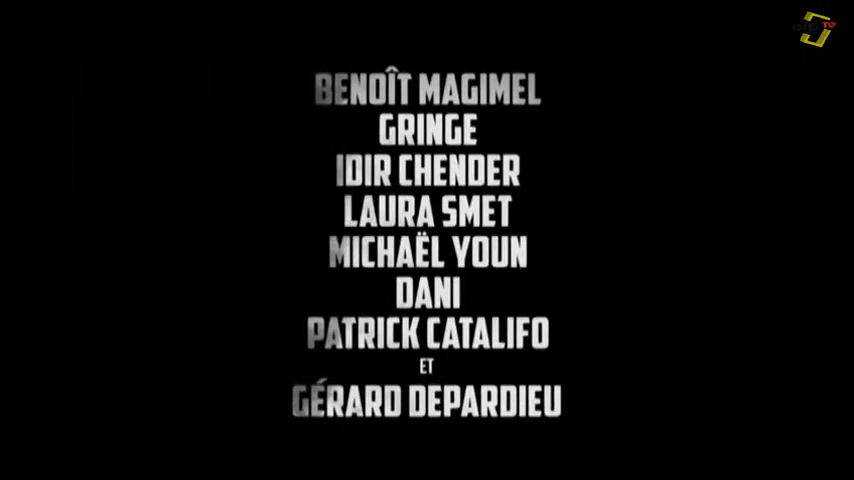 BENOÎT MAGIMEL
GRINGE
IDIR CHENDER
LAURA SMET
MICHAËL YOUN
DANI
PATRICK CATALIFO
ET
GÉRARD DEPARDIEU